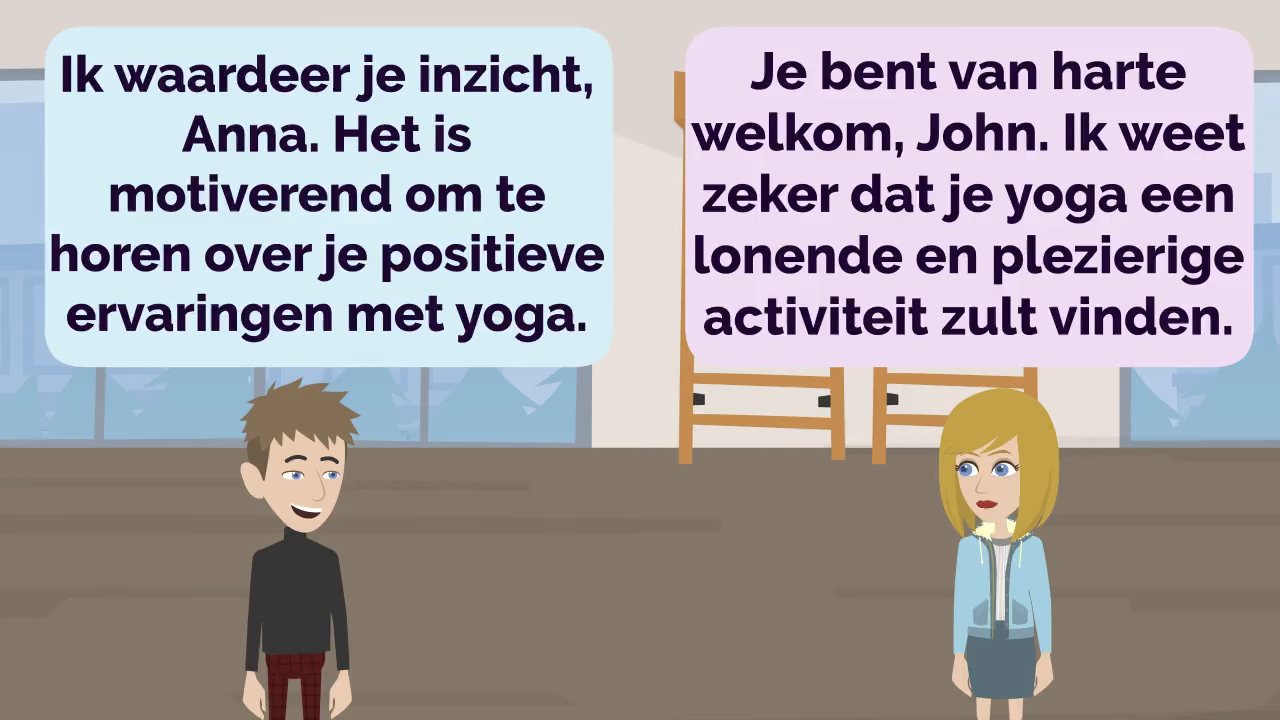 Ik waardeer je inzicht,
Anna. Het is
motiverend om te
horen over je positieve
ervaringen met yoga.
Je bent van harte
welkom, John. Ik weet
zeker dat je yoga een
lonende en plezierige
activiteit zult vinden.